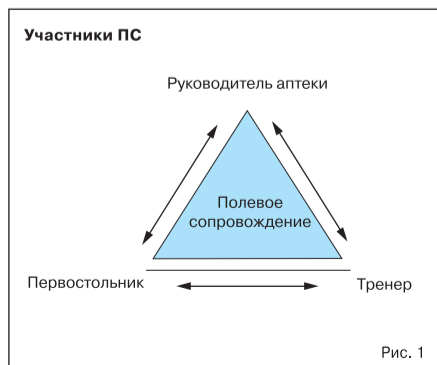 Участники ПС
Руководитель аптеки
Полевое
сопровождение
Первостольник
Тренер
Рис. 1